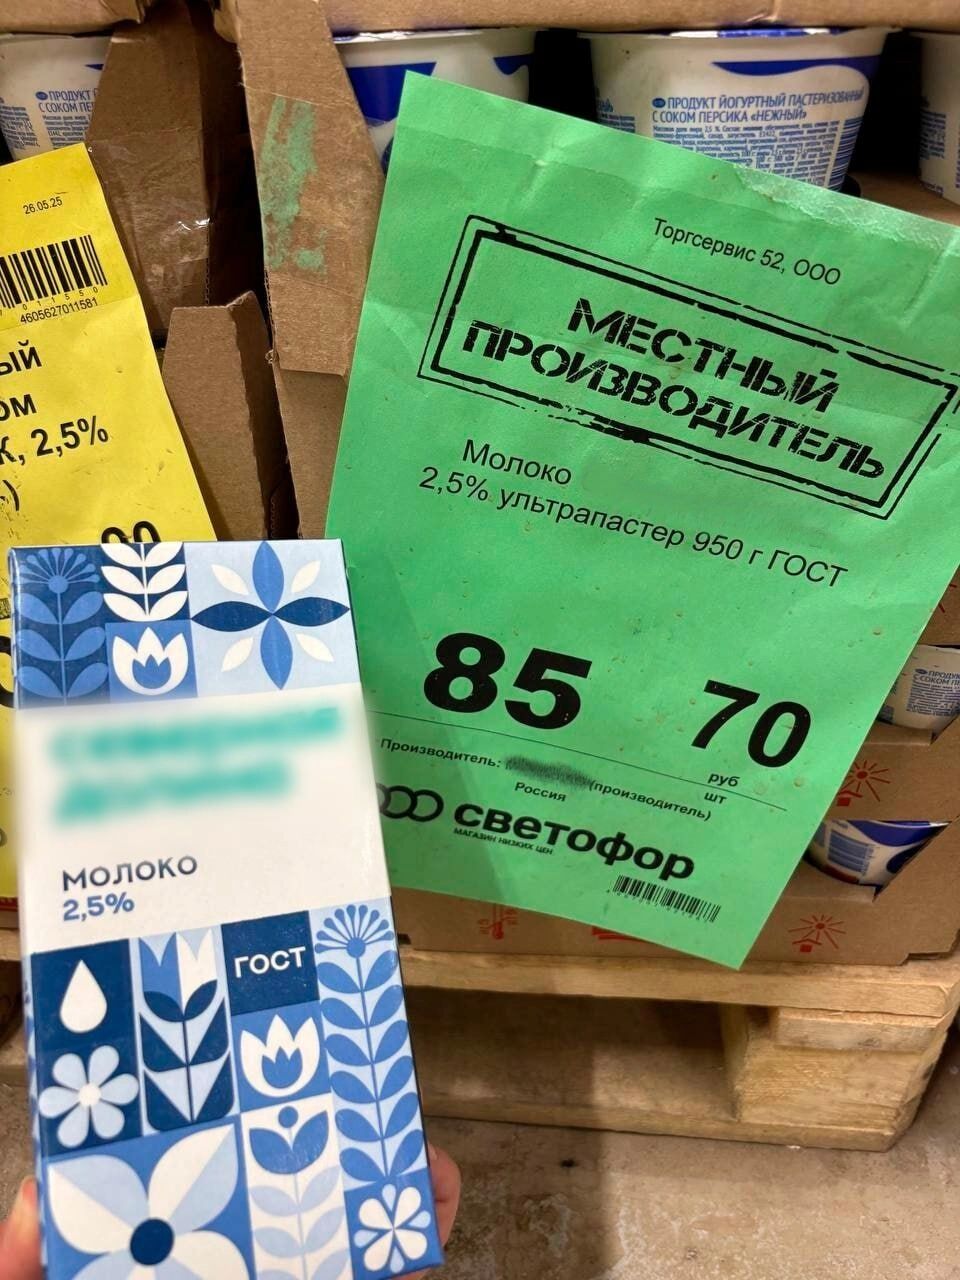 ПРОДУКТ ЙОГУРТНЫЙ ПАСТЕРИЗОВАННЫЙ
С СОКОМ ПЕРСИКА «НЕЖНЫЙ»
26.05.25
4605627011581
ЫЙ
ОМ
К, 2,5%
Торгсервис 52, ООО
МЕСТНЫЙ
ПРОИЗВОДИТЕЛЬ
Молоко
2,5% ультрапастер 950 г ГОСТ
85 70
руб
шт
Производитель: (производитель)
Россия
светофор
МАГАЗИН НИЗКИХ ЦЕН
МОЛОКО
2,5%
ГОСТ